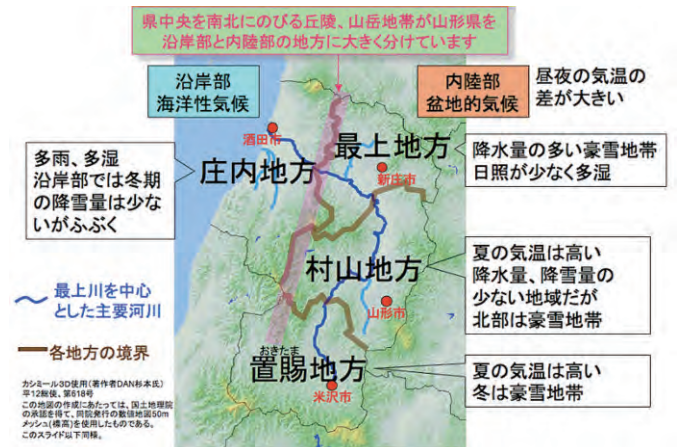 県中央を南北にのびる丘陵、山岳地帯が山形県を
沿岸部と内陸部の地方に大きく分けています
沿岸部
海洋性気候
内陸部
盆地的気候
昼夜の気温の
差が大きい
酒田市
最上地方
庄内地方
新庄市
多雨、多湿
沿岸部では冬期
の降雪量は少な
いがふぶく
降水量の多い豪雪地帯
日照が少なく多湿
村山地方
山形市
夏の気温は高い
降水量、降雪量の
少ない地域だが
北部は豪雪地帯
最上川を中心
とした主要河川
各地方の境界
おきたま
置賜地方
米沢市
夏の気温は高い
冬は豪雪地帯
カシミール3D使用(著作者DAN杉本氏)
平12総使、第618号
この地図の作成にあたっては、国土地理院
の承認を得て、同院発行の数値地図50m
メッシュ(標高)を使用したものである。
このスライド以下同様。